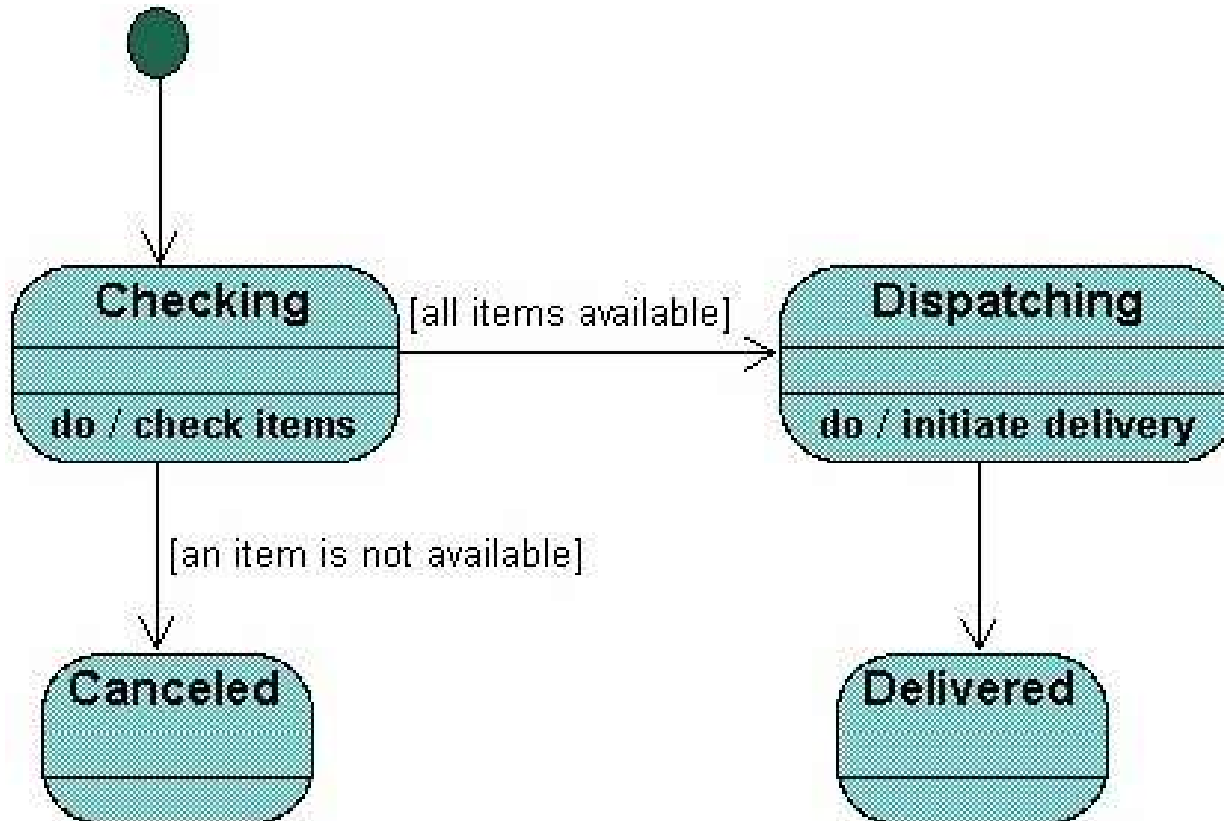 Checking
[all items available]
Dispatching
do / check items
do / initiate delivery
[an item is not available]
Canceled
Delivered